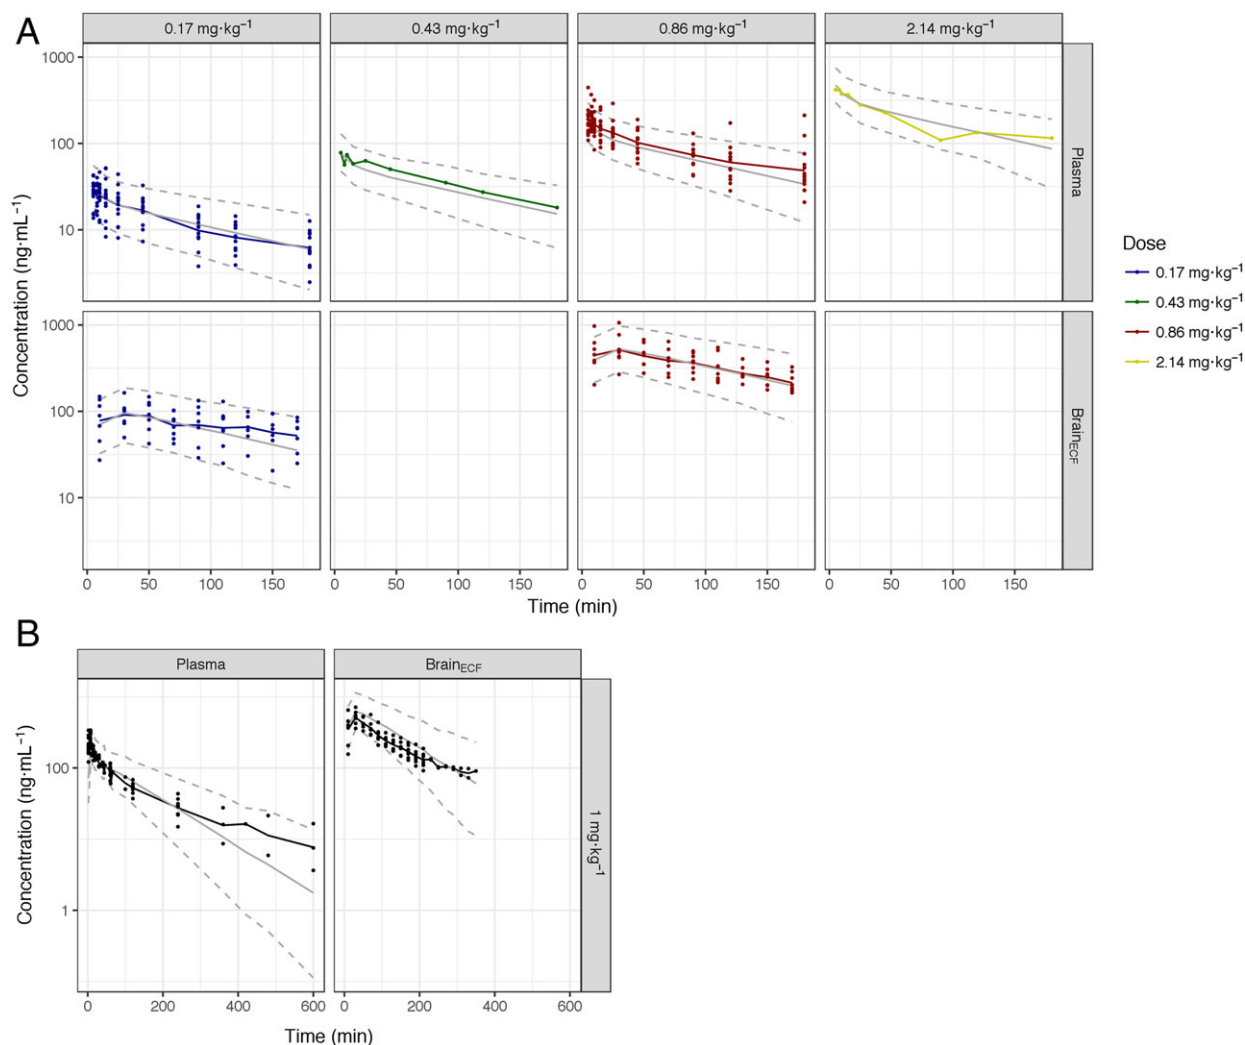 A
0.17 mg·kg⁻¹
0.43 mg·kg⁻¹
0.86 mg·kg⁻¹
2.14 mg·kg⁻¹
1000
100
10
Plasma
1000
100
10
Brain_ECF
Concentration (ng·mL⁻¹)
0 50 100 150
0 50 100 150
0 50 100 150
0 50 100 150
Time (min)
Dose
0.17 mg·kg⁻¹
0.43 mg·kg⁻¹
0.86 mg·kg⁻¹
2.14 mg·kg⁻¹
B
Plasma
Brain_ECF
100
1
Concentration (ng·mL⁻¹)
1 mg·kg⁻¹
0 200 400 600
0 200 400 600
Time (min)